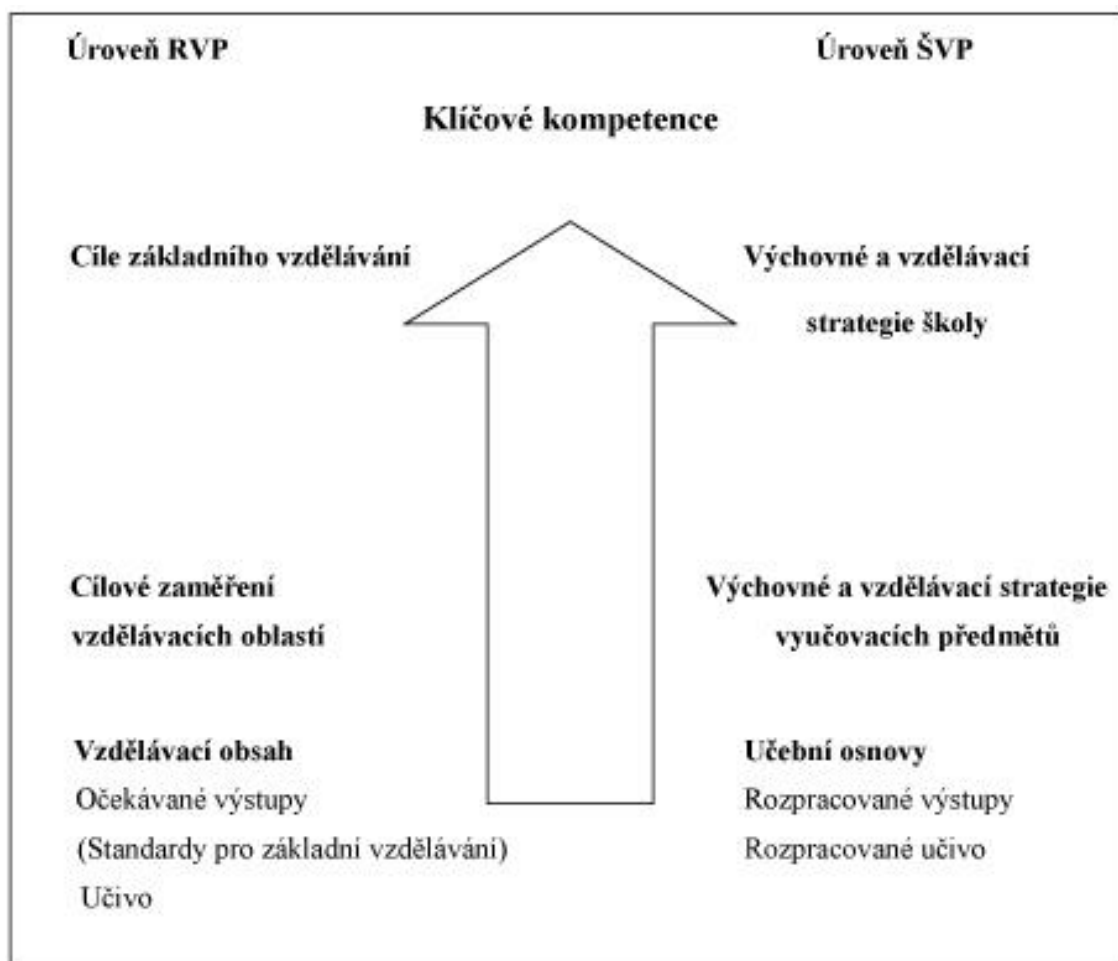 Úroveň RVP
Úroveň ŠVP
Klíčové kompetence
Cíle základního vzdělávání
Výchovné a vzdělávací
strategie školy
Cílové zaměření
vzdělávacích oblastí
Výchovné a vzdělávací strategie
vyučovacích předmětů
Vzdělávací obsah
Očekávané výstupy
(Standardy pro základní vzdělávání)
Učivo
Učební osnovy
Rozpracované výstupy
Rozpracované učivo